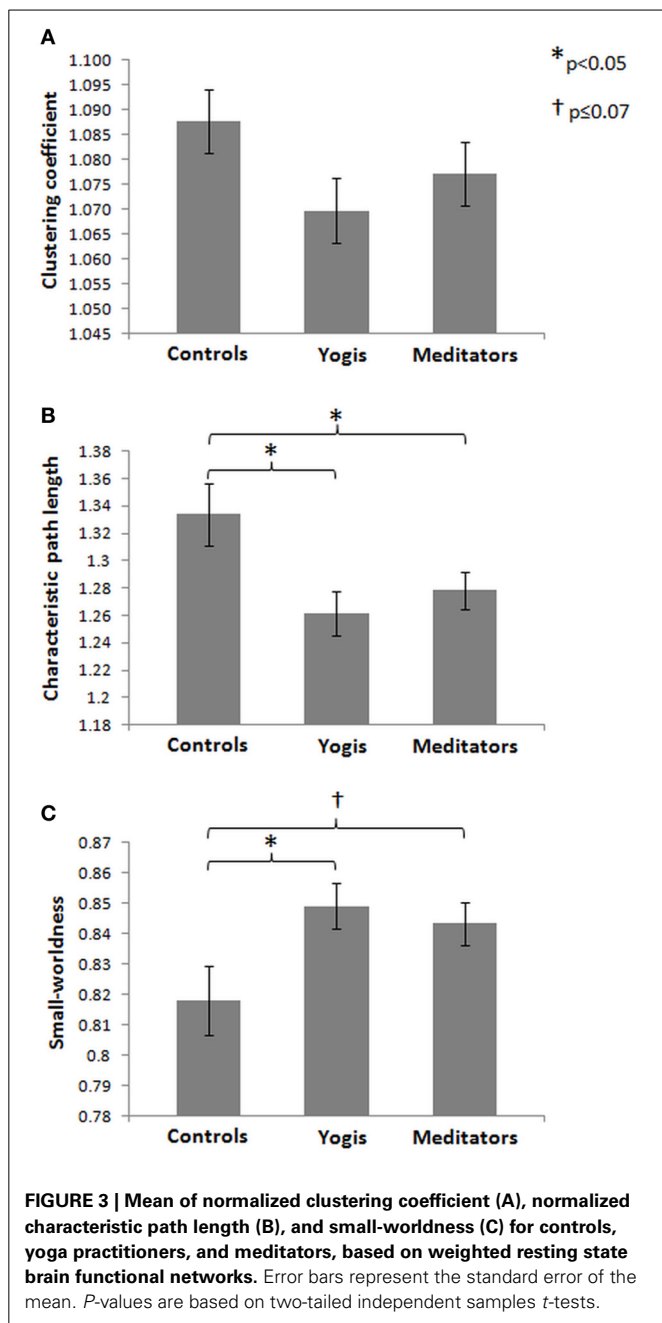 A
* p<0.05
† p≤0.07
Clustering coefficient
1.100
1.095
1.090
1.085
1.080
1.075
1.070
1.065
1.060
1.055
1.050
1.045
Controls Yogis Meditators
B
*
*
Characteristic path length
1.38
1.36
1.34
1.32
1.3
1.28
1.26
1.24
1.22
1.2
1.18
Controls Yogis Meditators
C
†
*
Small-worldness
0.87
0.86
0.85
0.84
0.83
0.82
0.81
0.8
0.79
0.78
Controls Yogis Meditators
FIGURE 3 | Mean of normalized clustering coefficient (A), normalized
characteristic path length (B), and small-worldness (C) for controls,
yoga practitioners, and meditators, based on weighted resting state
brain functional networks. Error bars represent the standard error of the
mean. P-values are based on two-tailed independent samples t-tests.